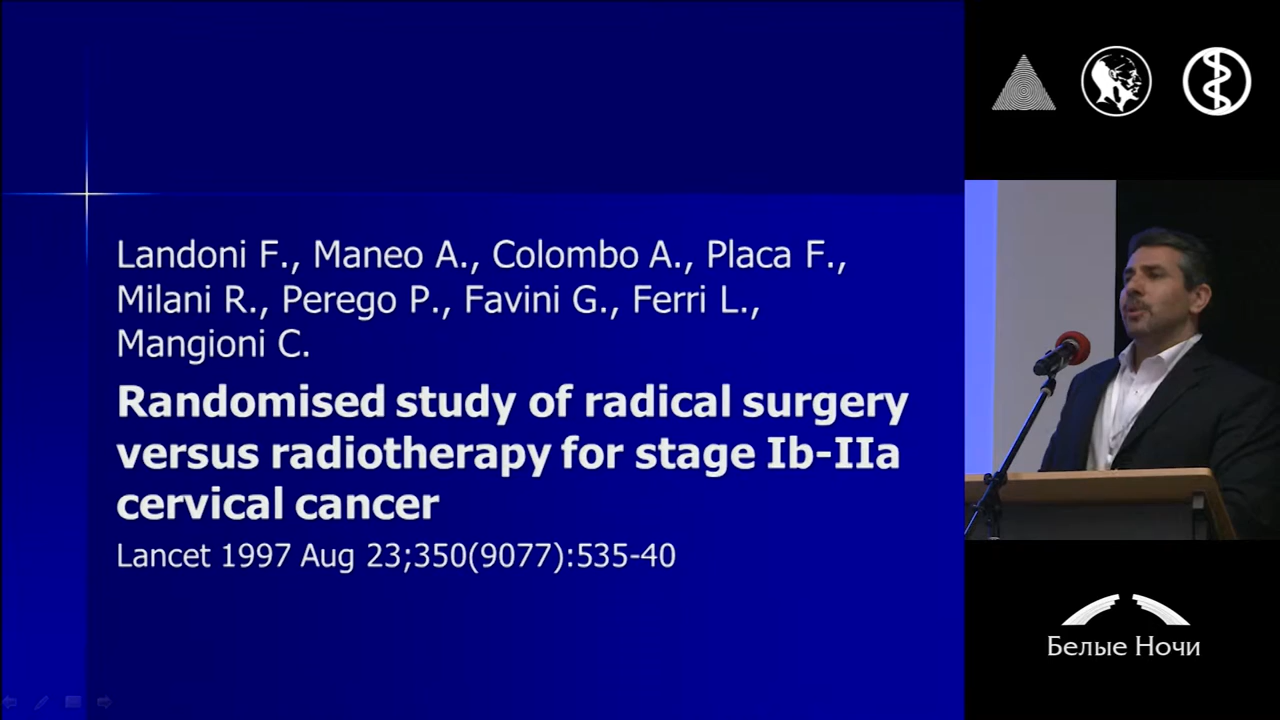 Landoni F., Maneo A., Colombo A., Placa F.,
Milani R., Perego P., Favini G., Ferri L.,
Mangioni C.
Randomised study of radical surgery
versus radiotherapy for stage Ib-IIa
cervical cancer
Lancet 1997 Aug 23;350(9077):535-40
Белые Ночи